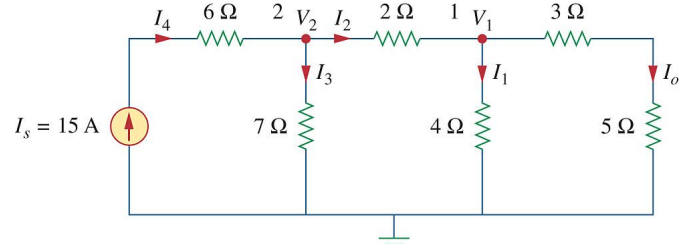 I₄ 6 Ω 2 V₂ I₂ 2 Ω 1 V₁ 3 Ω
I₃ I₁ Iₒ
Iₛ = 15 A 7 Ω 4 Ω 5 Ω